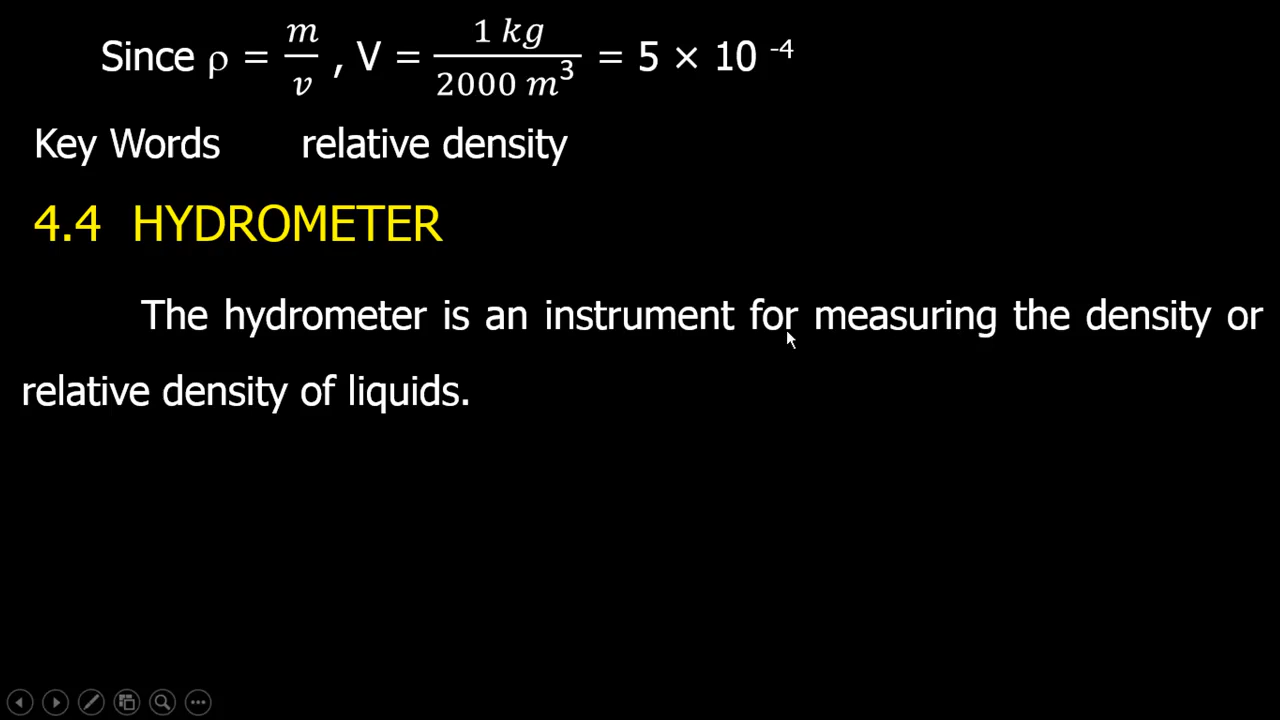 Since ρ = m/v , V = 1 kg/2000 m³ = 5 × 10 ⁻⁴
Key Words relative density
4.4 HYDROMETER
The hydrometer is an instrument for measuring the density or
relative density of liquids.